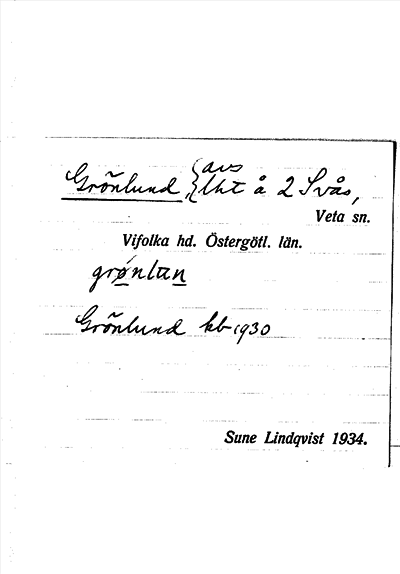 Grönlund, { avs lht å 2 Svås,
Veta sn.
Vifolka hd. Östergötl. län.
grønlan
Grönlund kb 1930
Sune Lindqvist 1934.